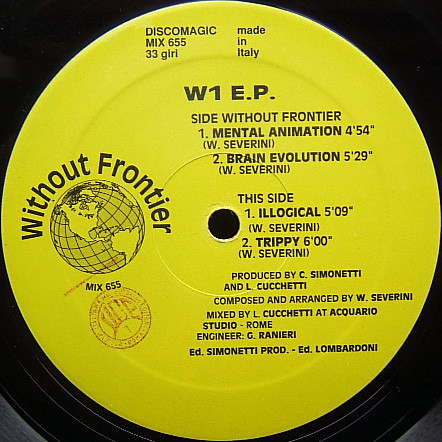 DISCOMAGIC
MIX 655
33 giri
made
in
Italy
W1 E.P.
SIDE WITHOUT FRONTIER
1. MENTAL ANIMATION 4'54"
(W. SEVERINI)
2. BRAIN EVOLUTION 5'29"
(W. SEVERINI)
THIS SIDE
1. ILLOGICAL 5'09"
(W. SEVERINI)
2. TRIPPY 6'00"
(W. SEVERINI)
PRODUCED BY C. SIMONETTI
AND L. CUCCHETTI
COMPOSED AND ARRANGED BY W. SEVERINI
MIXED BY L. CUCCHETTI AT ACQUARIO
STUDIO - ROME
ENGINEER: G. RANIERI
Ed. SIMONETTI PROD. - Ed. LOMBARDONI
Without Frontier
MIX 655